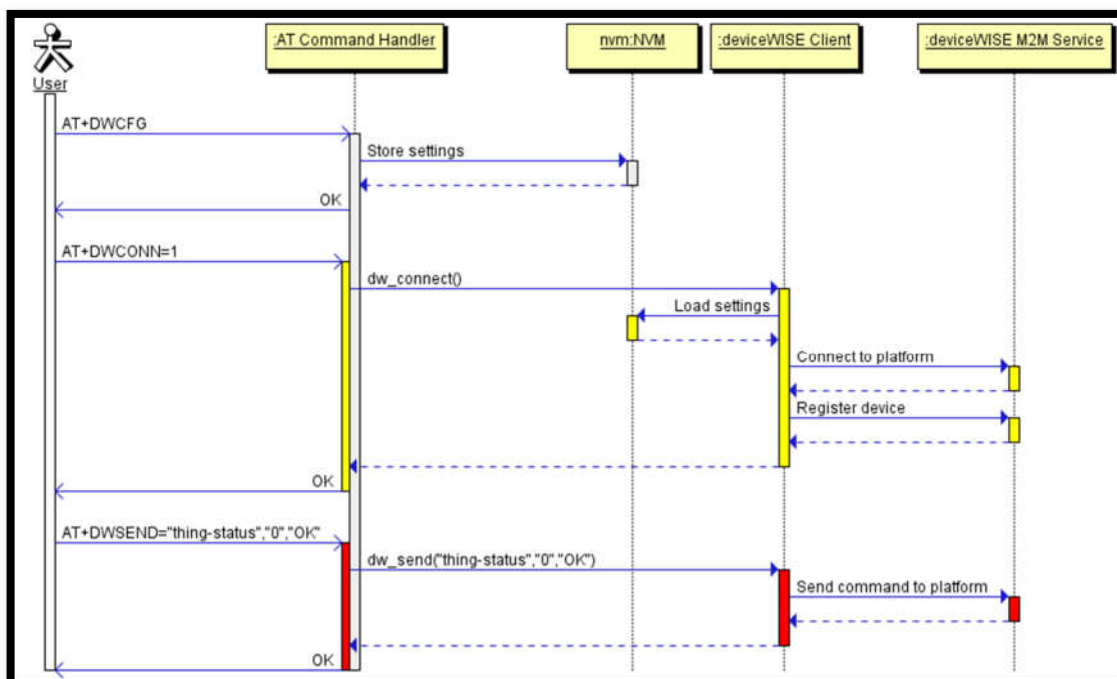 :AT Command Handler
nvm:NVM
:deviceWISE Client
:deviceWISE M2M Service
User
AT+DWCFG
Store settings
OK
AT+DWCONN=1
dw_connect()
Load settings
Connect to platform
Register device
OK
AT+DWSEND="thing-status","0","OK"
dw_send("thing-status","0","OK")
Send command to platform
OK